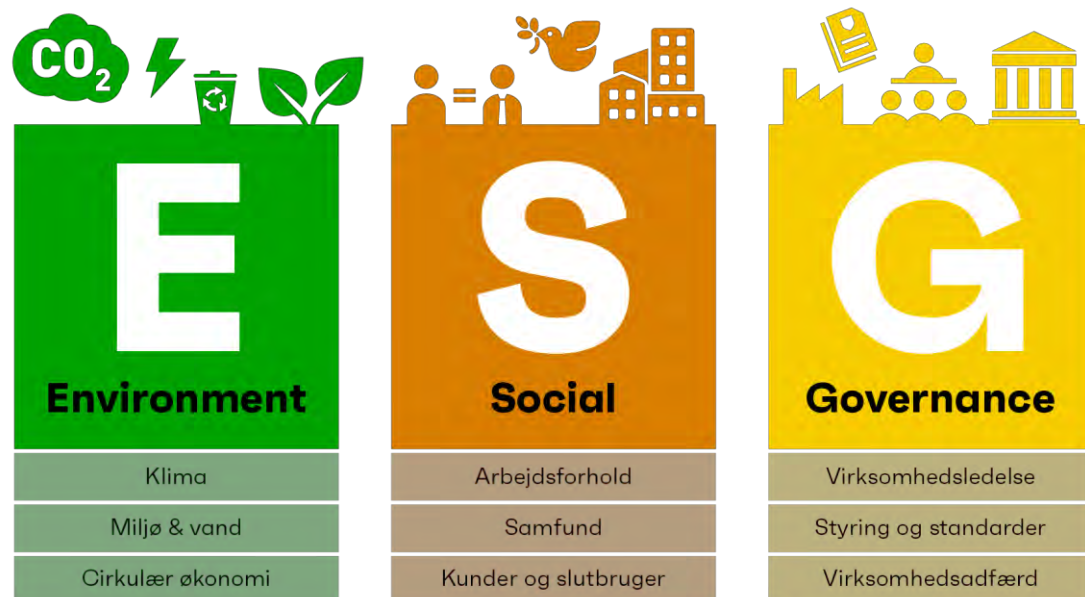 CO2
E
Environment
Klima
Miljø & vand
Cirkulær økonomi
S
Social
Arbejdsforhold
Samfund
Kunder og slutbruger
G
Governance
Virksomhedsledelse
Styring og standarder
Virksomhedsadfærd